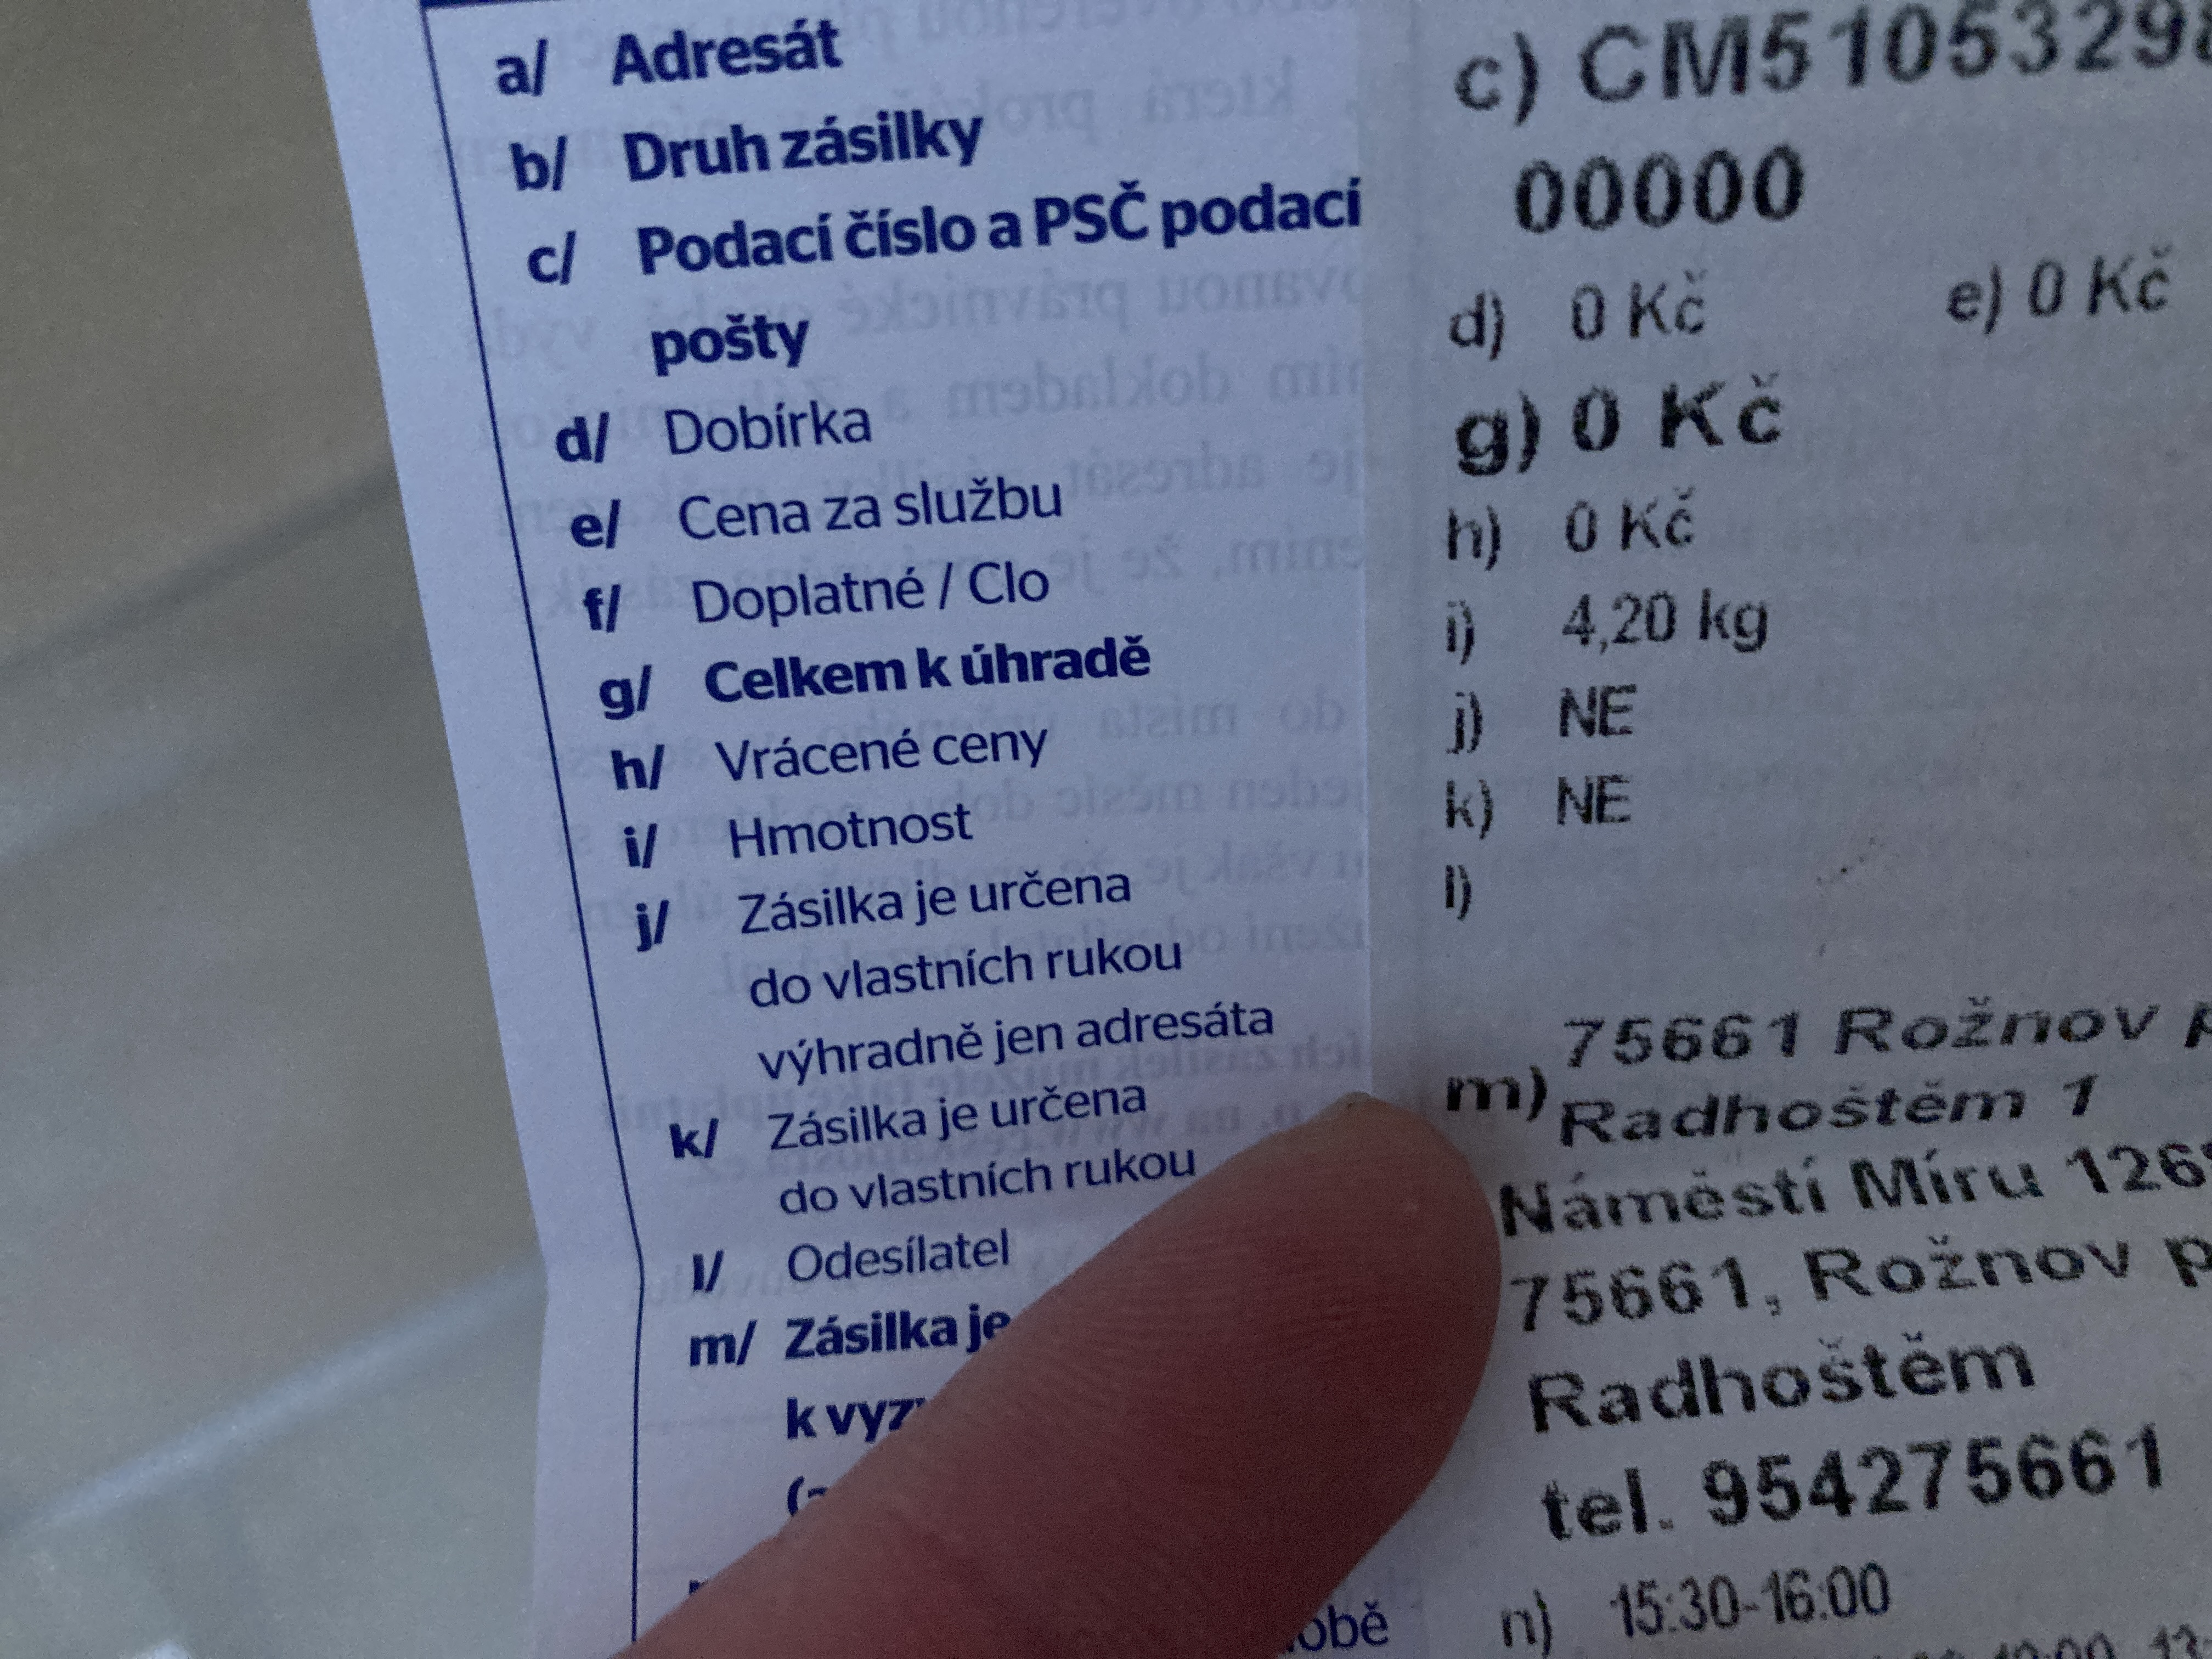 a/ Adresát
b/ Druh zásilky
c/ Podací číslo a PSČ podací
pošty
d/ Dobírka
e/ Cena za službu
f/ Doplatné / Clo
g/ Celkem k úhradě
h/ Vrácené ceny
i/ Hmotnost
j/ Zásilka je určena
do vlastních rukou
výhradně jen adresáta
k/ Zásilka je určena
do vlastních rukou
l/ Odesílatel
m/ Zásilka je
k vyz
obě
c) CM51053298
00000
d) 0 Kč e) 0 Kč
g) 0 Kč
h) 0 Kč
i) 4,20 kg
j) NE
k) NE
l)
m) 75661 Rožnov p
Radhoštěm 1
Náměstí Míru 126
75661, Rožnov p
Radhoštěm
tel. 954275661
n) 15:30-16:00